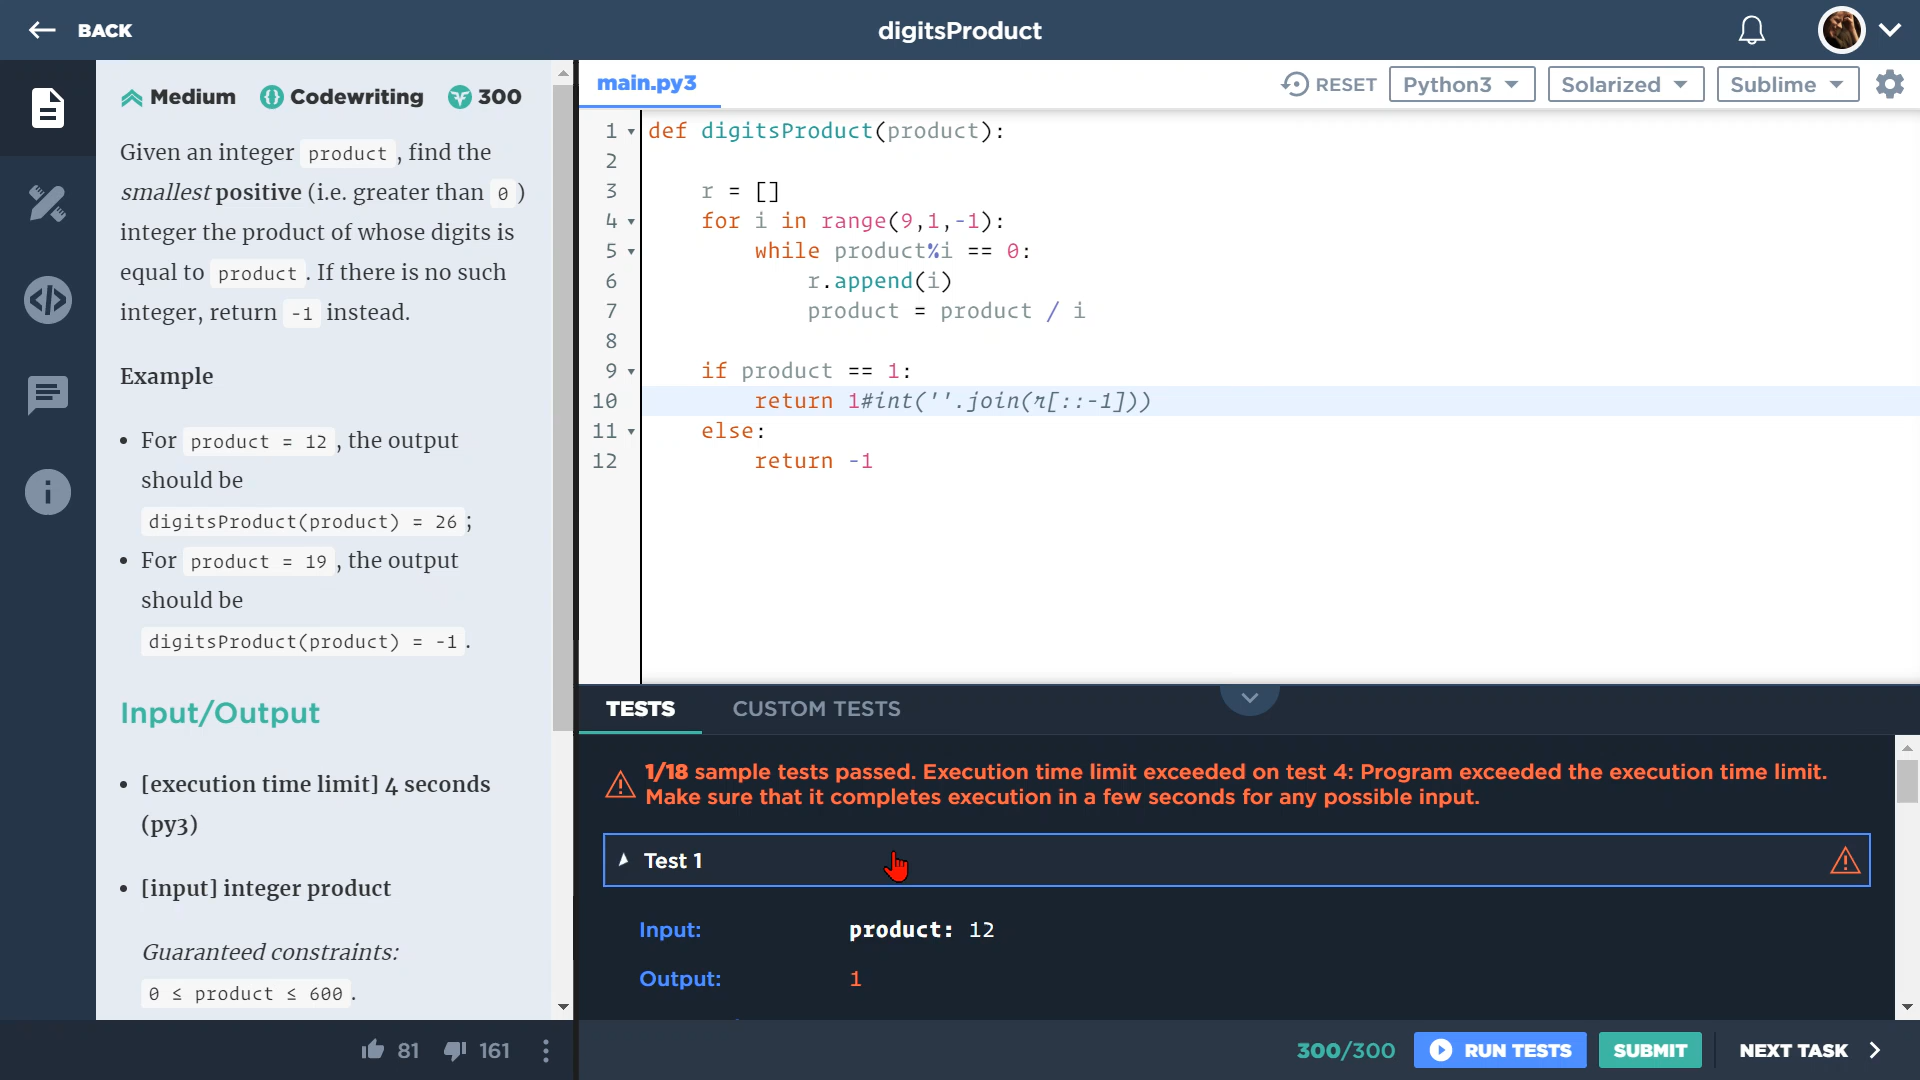 BACK
digitsProduct
Medium Codewriting 300
Given an integer product, find the
smallest positive (i.e. greater than 0)
integer the product of whose digits is
equal to product. If there is no such
integer, return -1 instead.
Example
• For product = 12, the output
should be
digitsProduct(product) = 26;
• For product = 19, the output
should be
digitsProduct(product) = -1.
Input/Output
• [execution time limit] 4 seconds
(py3)
• [input] integer product
Guaranteed constraints:
0 ≤ product ≤ 600.
81 161
main.py3
RESET Python3 Solarized Sublime
1 def digitsProduct(product):
2
3 r = []
4 for i in range(9,1,-1):
5 while product%i == 0:
6 r.append(i)
7 product = product / i
8
9 if product == 1:
10 return 1#int(''.join(r[::-1]))
11 else:
12 return -1
TESTS CUSTOM TESTS
1/18 sample tests passed. Execution time limit exceeded on test 4: Program exceeded the execution time limit.
Make sure that it completes execution in a few seconds for any possible input.
Test 1
Input: product: 12
Output: 1
300/300 RUN TESTS SUBMIT NEXT TASK